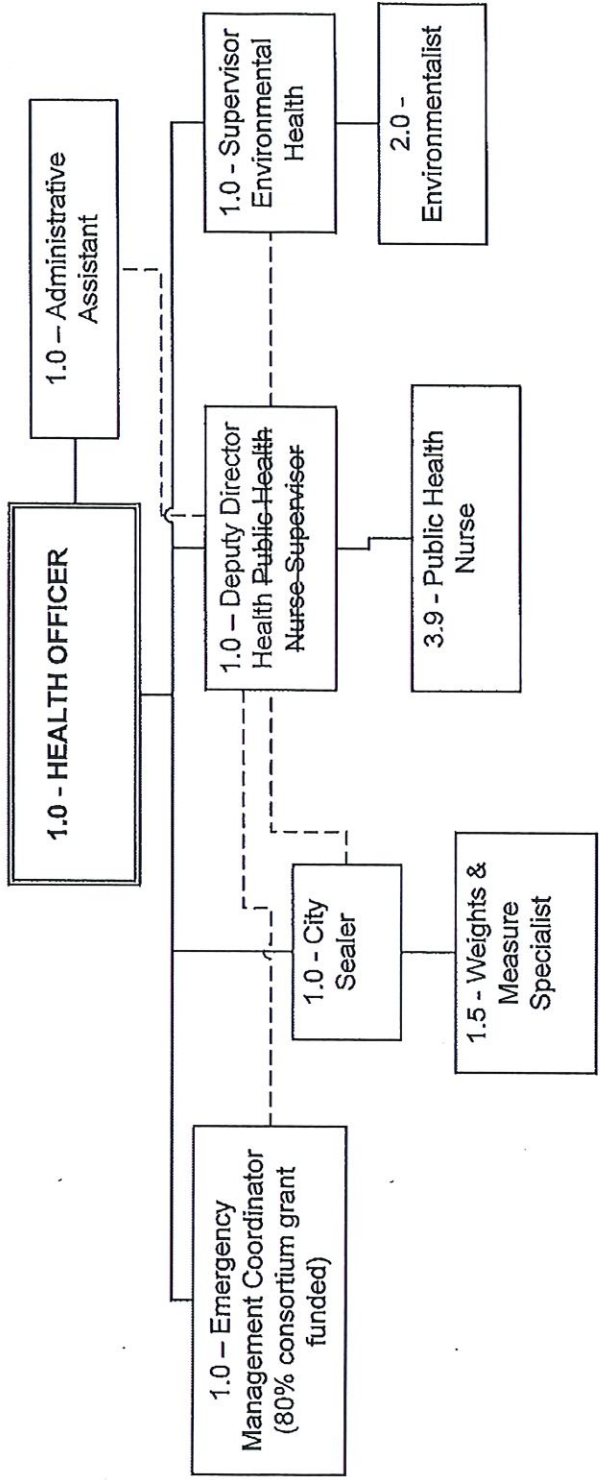 1.0 - HEALTH OFFICER
1.0 – Administrative
Assistant
1.0 – Emergency
Management Coordinator
(80% consortium grant
funded)
1.0 - City
Sealer
1.0 – Deputy Director
Health Public Health
Nurse Supervisor
1.0 - Supervisor
Environmental
Health
1.5 - Weights &
Measure
Specialist
3.9 - Public Health
Nurse
2.0 -
Environmentalist